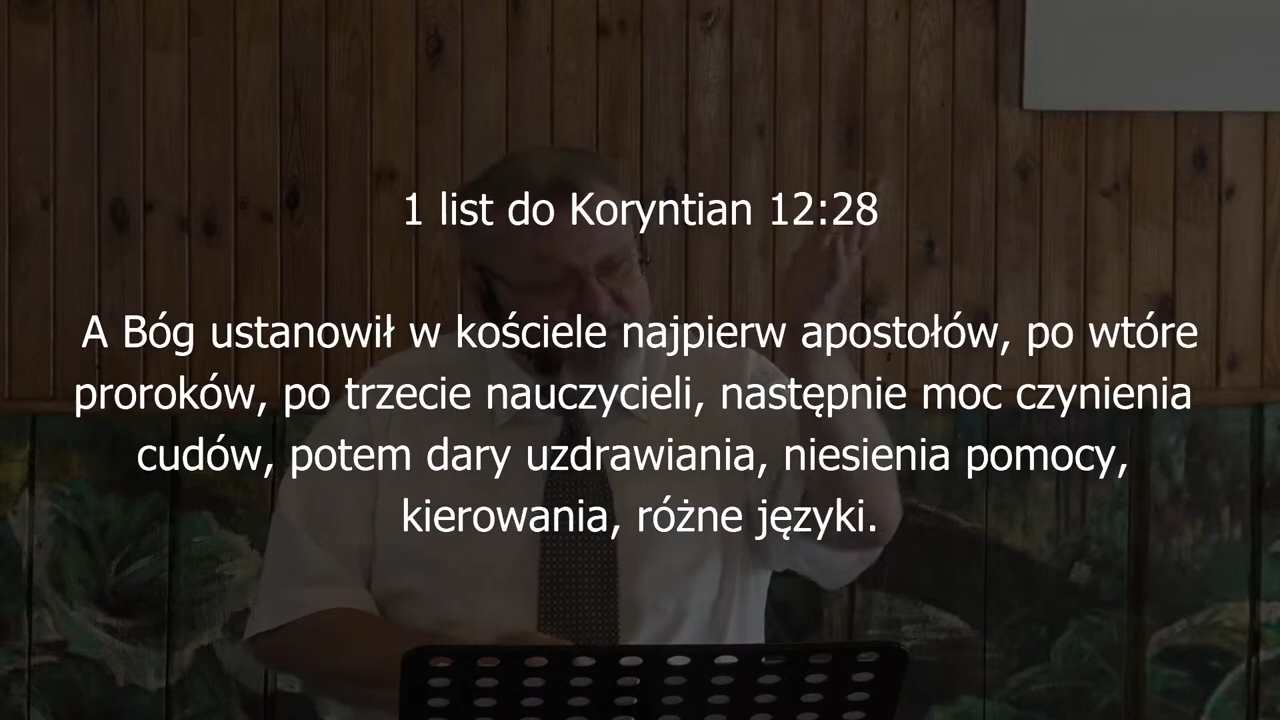 1 list do Koryntian 12:28
A Bóg ustanowił w kościele najpierw apostołów, po wtóre
proroków, po trzecie nauczycieli, następnie moc czynienia
cudów, potem dary uzdrawiania, niesienia pomocy,
kierowania, różne języki.